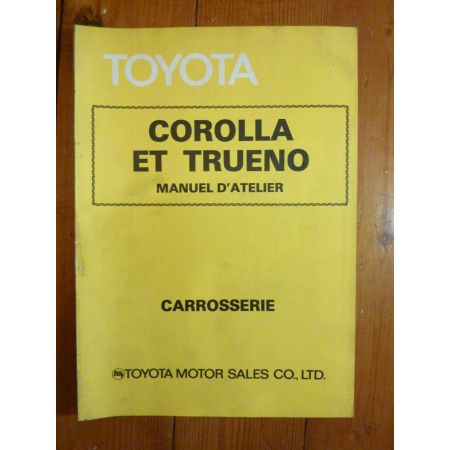 TOYOTA
COROLLA
ET TRUENO
MANUEL D'ATELIER
CARROSSERIE
TOYOTA MOTOR SALES CO., LTD.